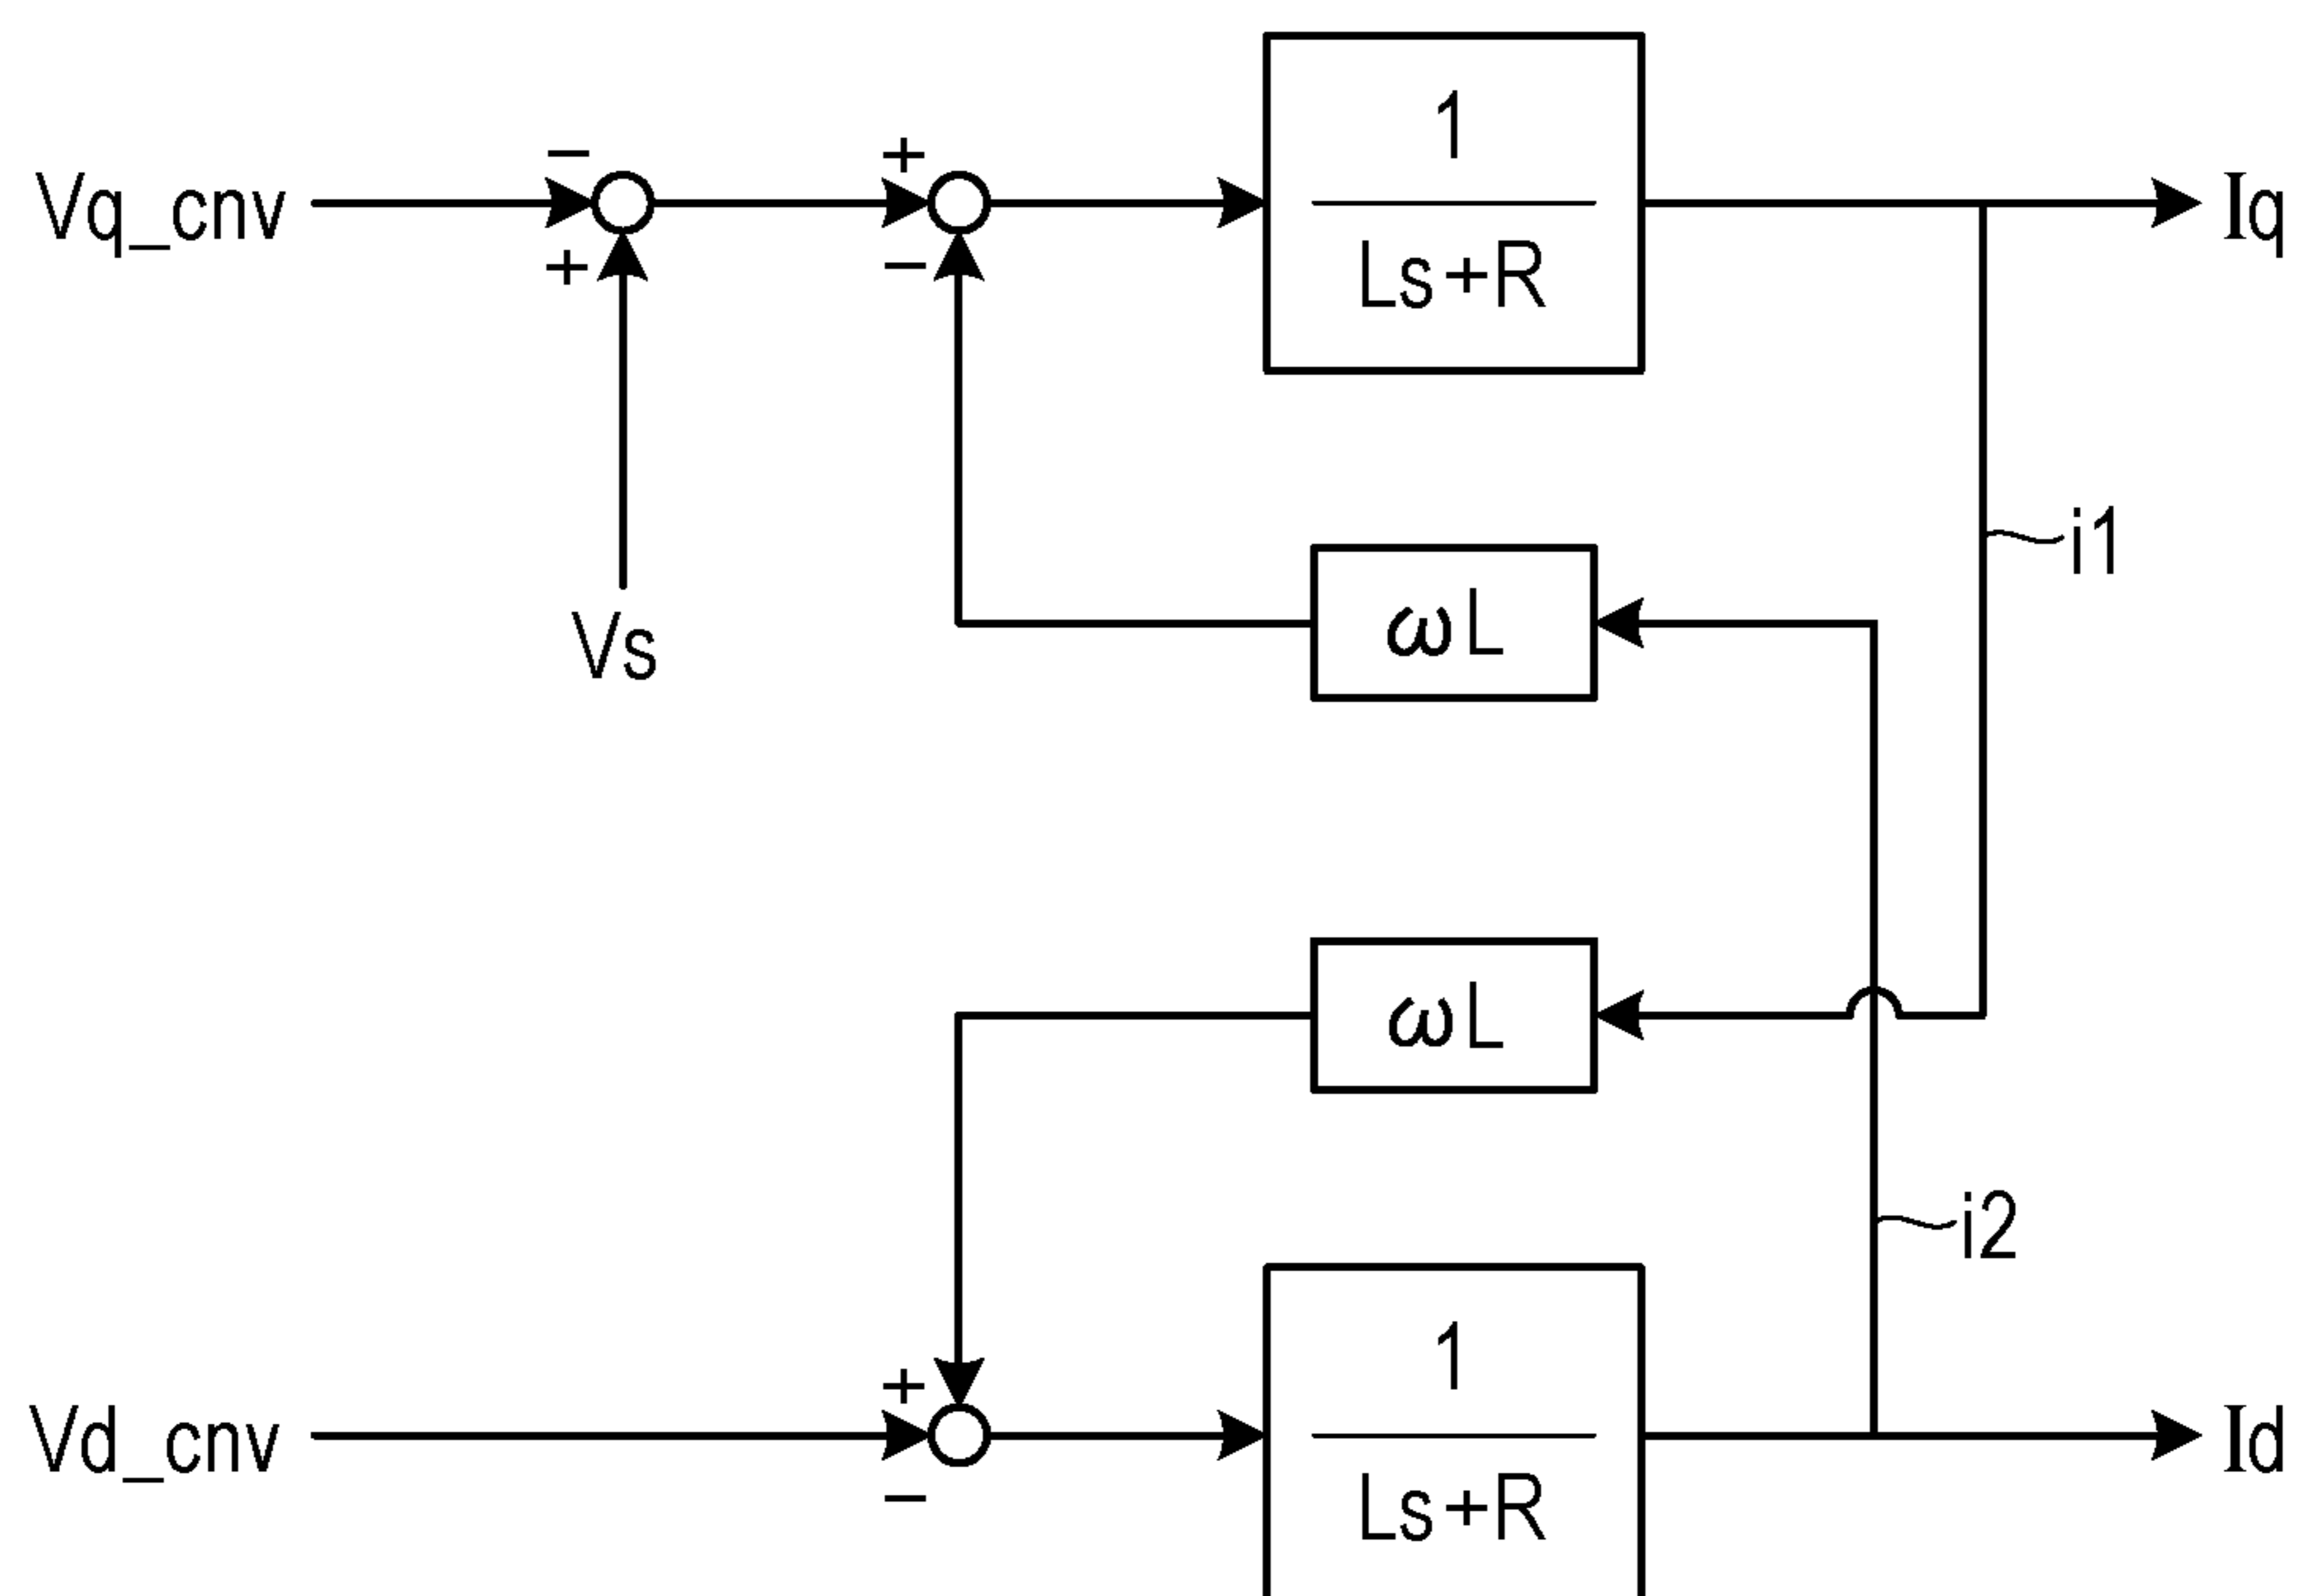 1
− +
Vq_cnv Iq
+ − Ls+R
i1
Vs ωL
ωL
i2
1
+
Vd_cnv Id
− Ls+R